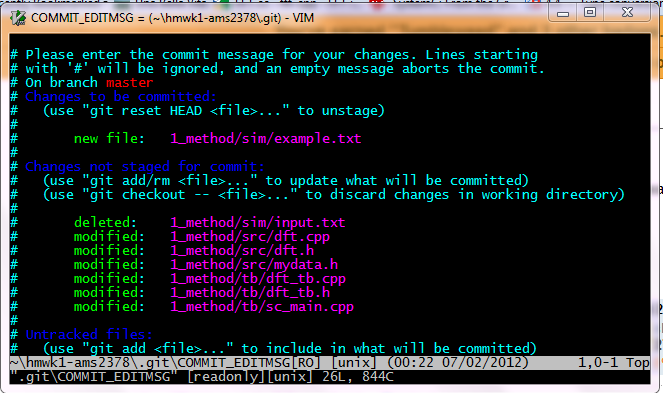 COMMIT_EDITMSG = (~\hmwk1-ams2378\.git) - VIM
# Please enter the commit message for your changes. Lines starting
# with '#' will be ignored, and an empty message aborts the commit.
# On branch master
# Changes to be committed:
#   (use "git reset HEAD <file>..." to unstage)
#
#       new file:   1_method/sim/example.txt
#
# Changes not staged for commit:
#   (use "git add/rm <file>..." to update what will be committed)
#   (use "git checkout -- <file>..." to discard changes in working directory)
#
#       deleted:    1_method/sim/input.txt
#       modified:   1_method/src/dft.cpp
#       modified:   1_method/src/dft.h
#       modified:   1_method/src/mydata.h
#       modified:   1_method/tb/dft_tb.cpp
#       modified:   1_method/tb/dft_tb.h
#       modified:   1_method/tb/sc_main.cpp
#
# Untracked files:
#   (use "git add <file>..." to include in what will be committed)
~\hmwk1-ams2378\.git\COMMIT_EDITMSG[RO] [unix] (00:22 07/02/2012) 1,0-1 Top
".git\COMMIT_EDITMSG" [readonly][unix] 26L, 844C